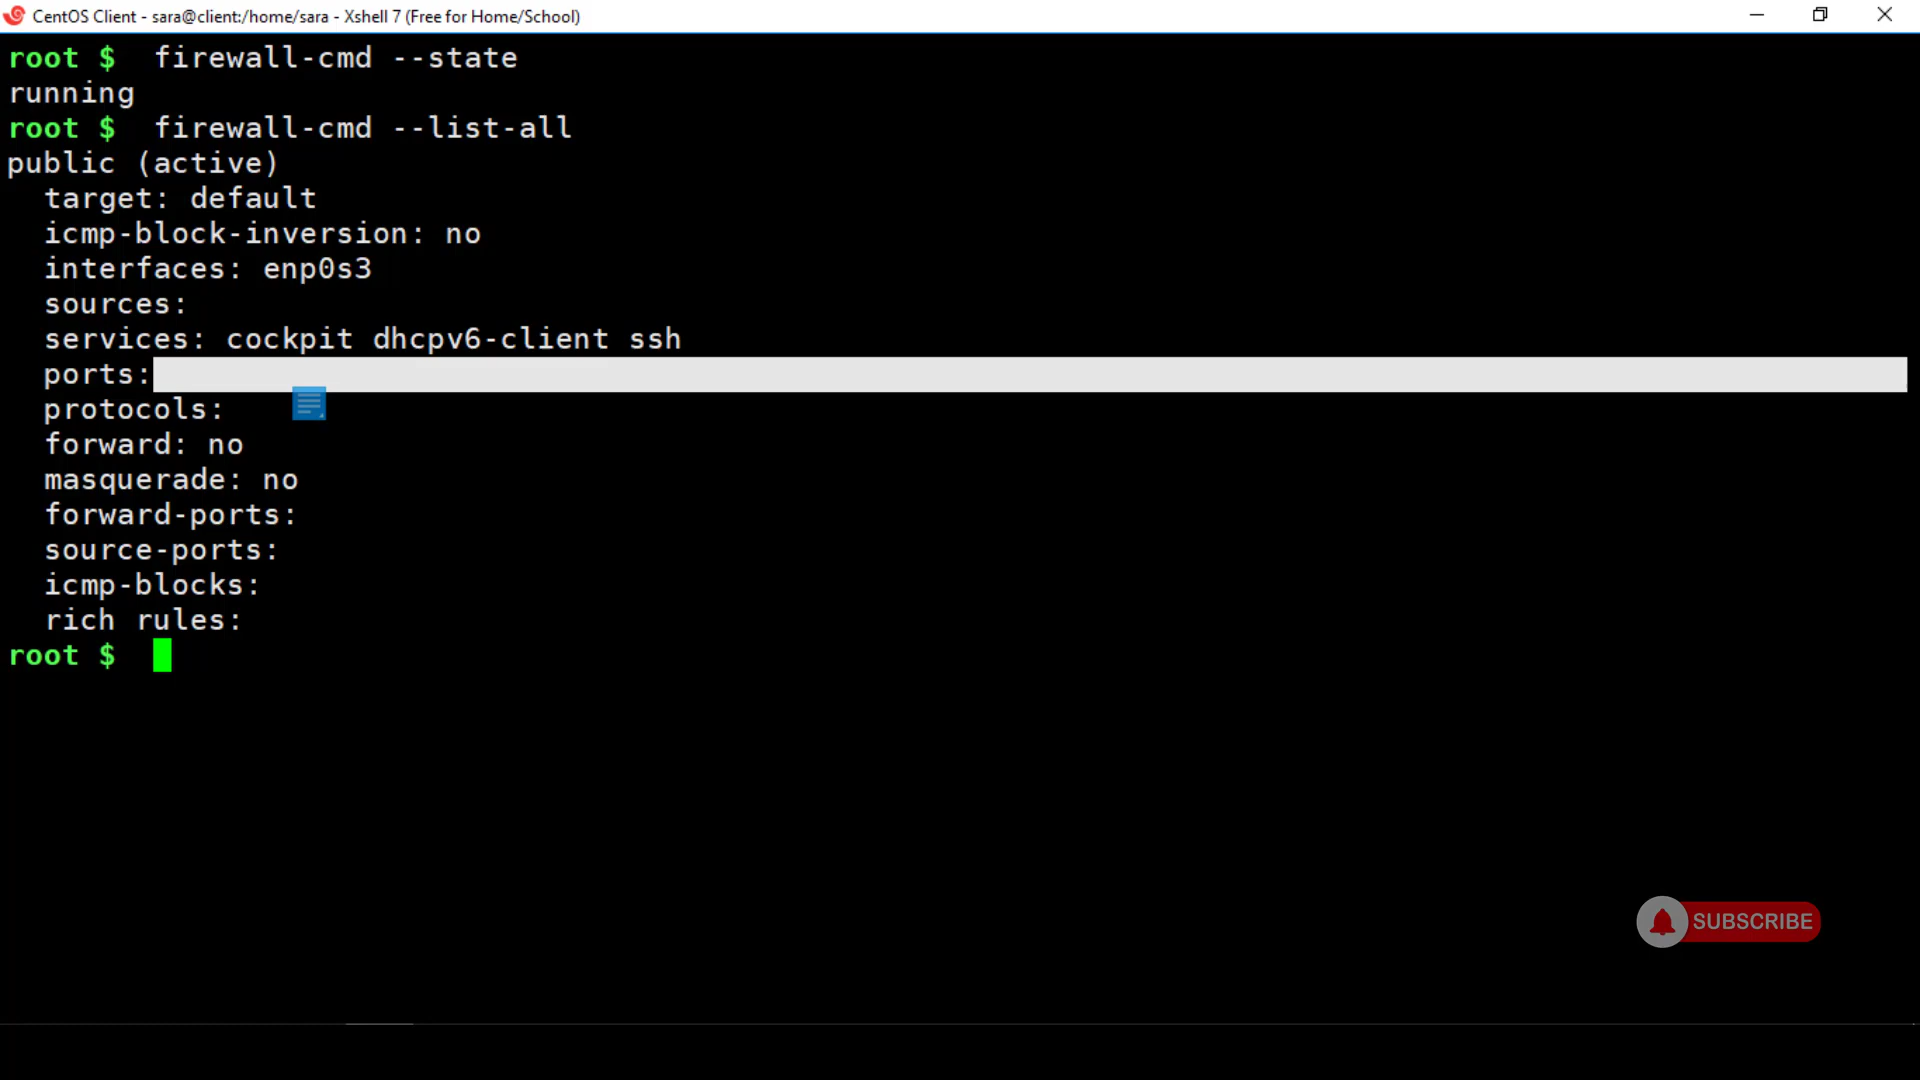 CentOS Client - sara@client:/home/sara - Xshell 7 (Free for Home/School)
root $  firewall-cmd --state
running
root $  firewall-cmd --list-all
public (active)
  target: default
  icmp-block-inversion: no
  interfaces: enp0s3
  sources:
  services: cockpit dhcpv6-client ssh
  ports:
  protocols:
  forward: no
  masquerade: no
  forward-ports:
  source-ports:
  icmp-blocks:
  rich rules:
root $
SUBSCRIBE